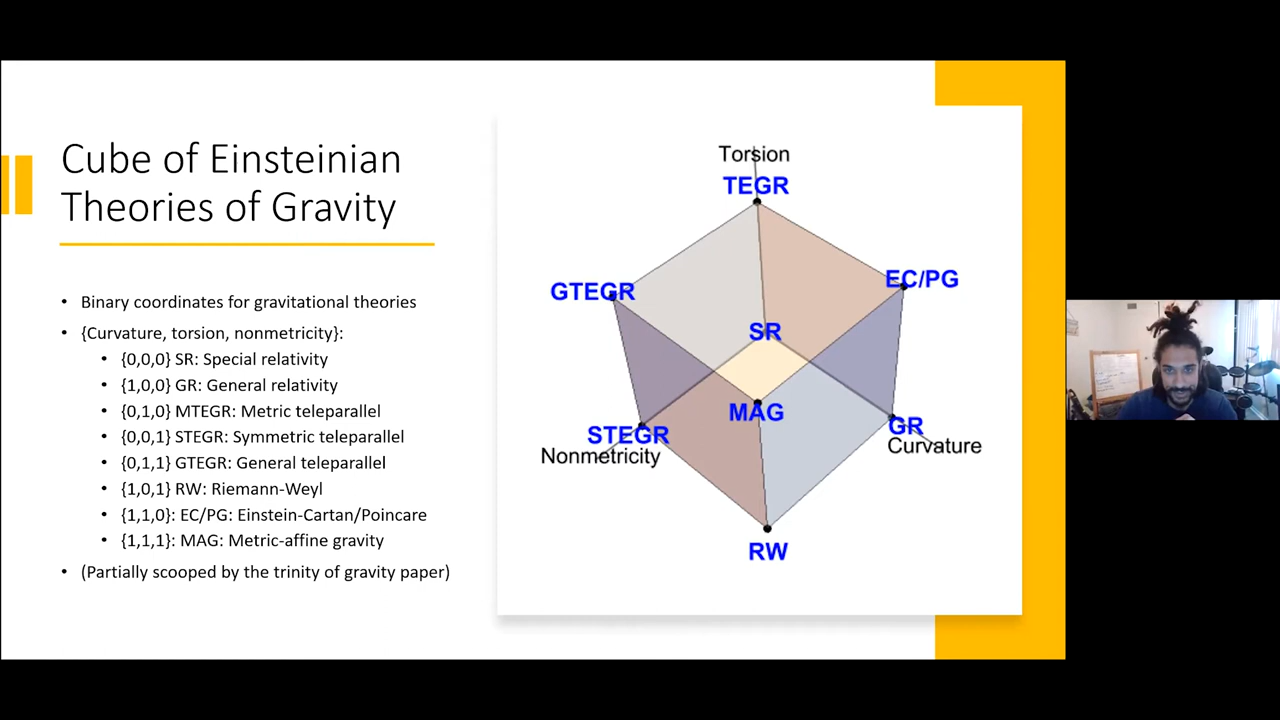 Cube of Einsteinian
Theories of Gravity
• Binary coordinates for gravitational theories
• {Curvature, torsion, nonmetricity}:
• {0,0,0} SR: Special relativity
• {1,0,0} GR: General relativity
• {0,1,0} MTEGR: Metric teleparallel
• {0,0,1} STEGR: Symmetric teleparallel
• {0,1,1} GTEGR: General teleparallel
• {1,0,1} RW: Riemann-Weyl
• {1,1,0}: EC/PG: Einstein-Cartan/Poincare
• {1,1,1}: MAG: Metric-affine gravity
• (Partially scooped by the trinity of gravity paper)
Torsion
TEGR
EC/PG
GTEGR
SR
MAG
GR
STEGR
Curvature
Nonmetricity
RW